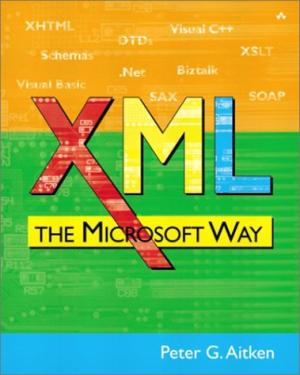 XHTML
DTDs
Visual C++
Schemas
XSLT
Visual Basic
.Net
Biztalk
SAX
SOAP
XML
THE MICROSOFT WAY
Peter G. Aitken